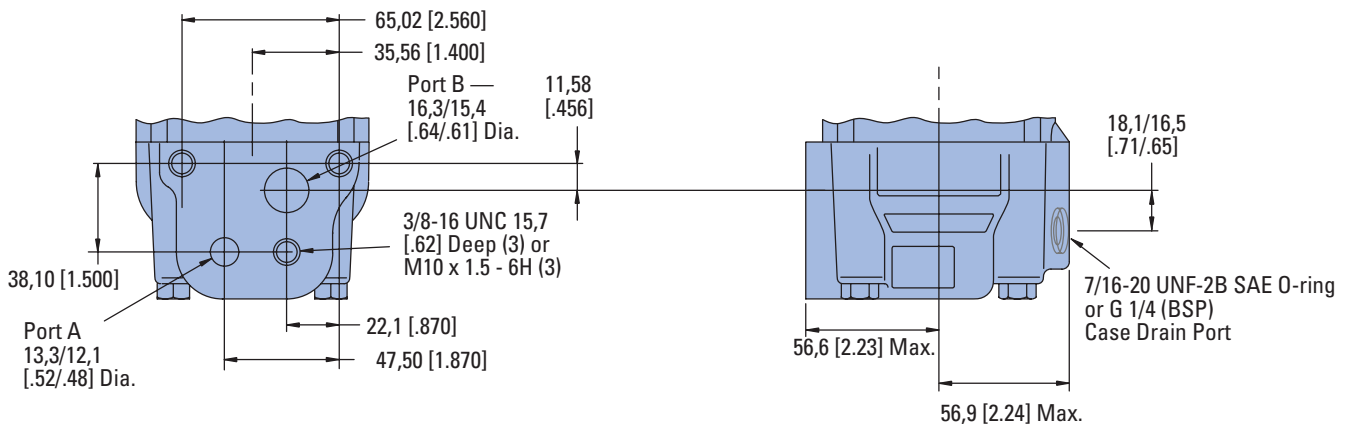 65,02 [2.560]
35,56 [1.400]
Port B —
16,3/15,4
[.64/.61] Dia.
11,58
[.456]
3/8-16 UNC 15,7
[.62] Deep (3) or
M10 x 1.5 - 6H (3)
38,10 [1.500]
Port A
13,3/12,1
[.52/.48] Dia.
22,1 [.870]
47,50 [1.870]
18,1/16,5
[.71/.65]
7/16-20 UNF-2B SAE O-ring
or G 1/4 (BSP)
Case Drain Port
56,6 [2.23] Max.
56,9 [2.24] Max.